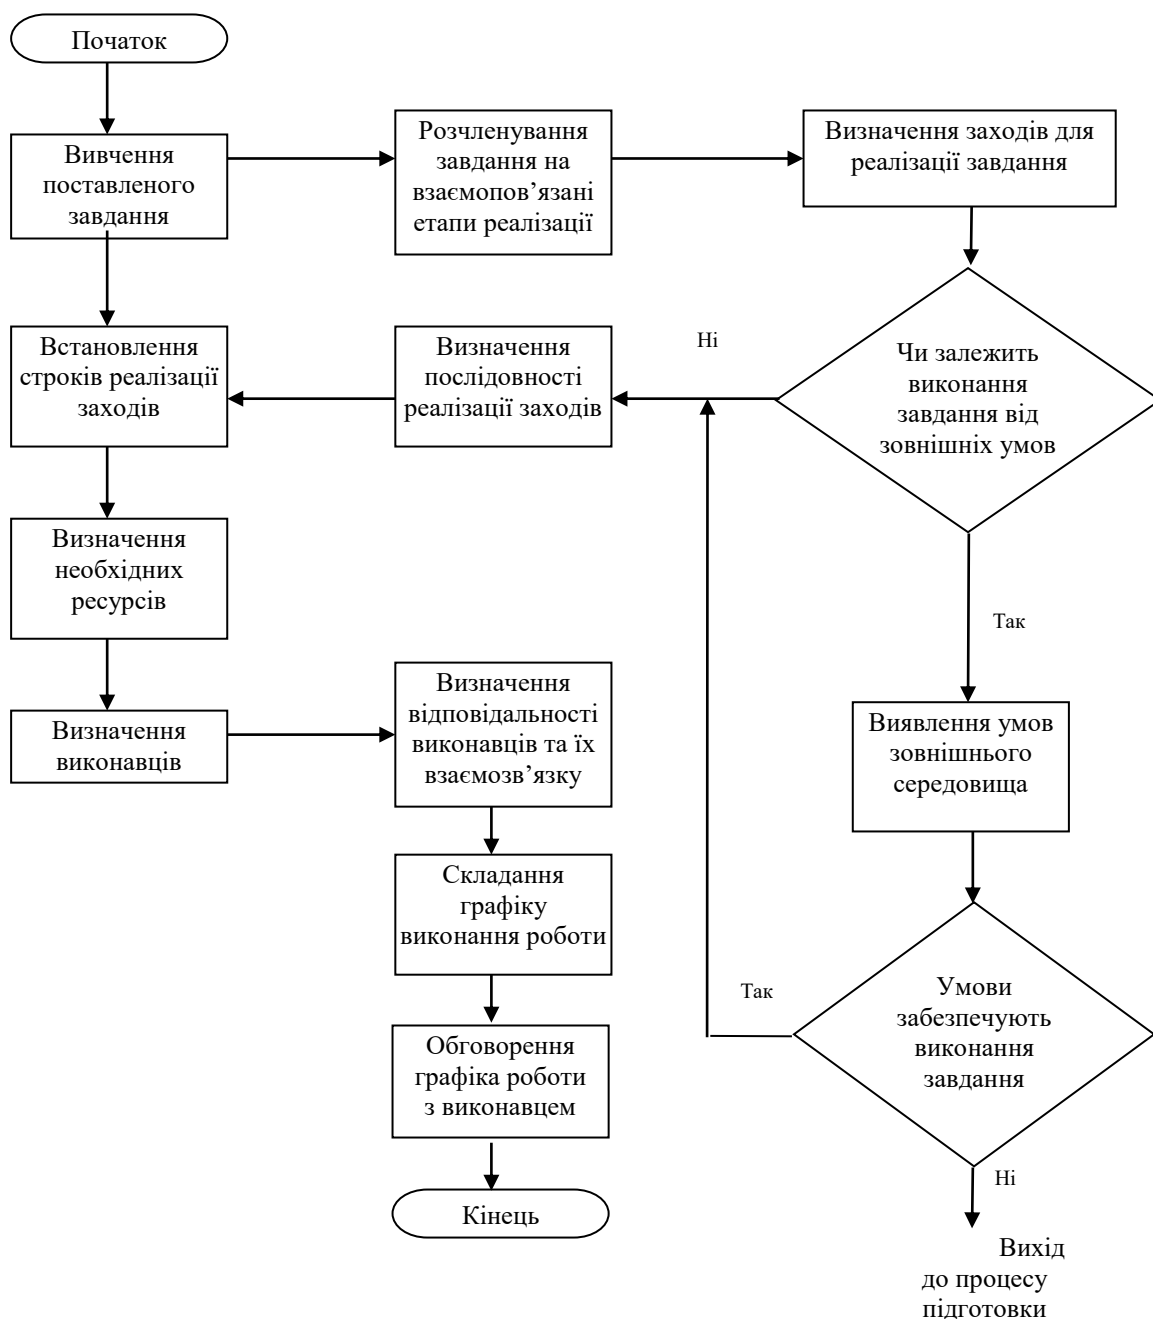 Початок
Вивчення
поставленого
завдання
Розчленування
завдання на
взаємопов’язані
етапи реалізації
Визначення заходів для
реалізації завдання
Чи залежить
виконання
завдання від
зовнішніх умов
Ні
Визначення
послідовності
реалізації заходів
Встановлення
строків реалізації
заходів
Визначення
необхідних
ресурсів
Так
Виявлення умов
зовнішнього
середовища
Визначення
виконавців
Визначення
відповідальності
виконавців та їх
взаємозв’язку
Складання
графіку
виконання роботи
Так
Умови
забезпечують
виконання
завдання
Обговорення
графіка роботи
з виконавцем
Ні
Кінець
Вихід
до процесу
підготовки